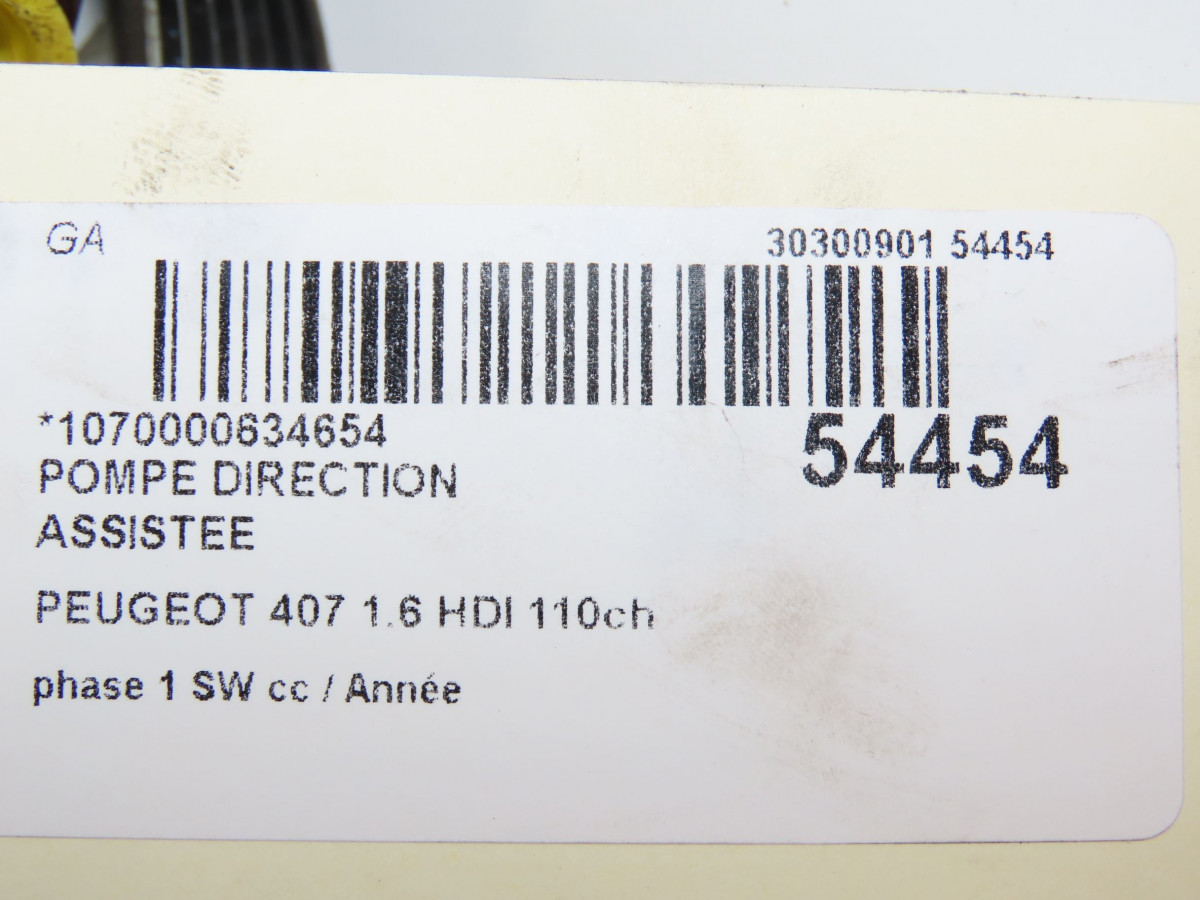 GA
30300901 54454
*1070000634654
54454
POMPE DIRECTION
ASSISTEE
PEUGEOT 407 1.6 HDI 110ch
phase 1 SW cc / Année